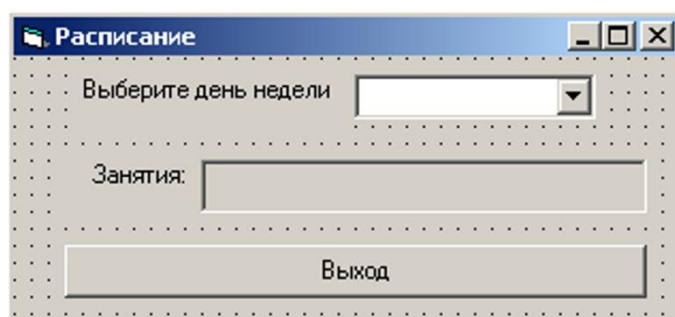 Расписание
Выберите день недели
Занятия:
Выход